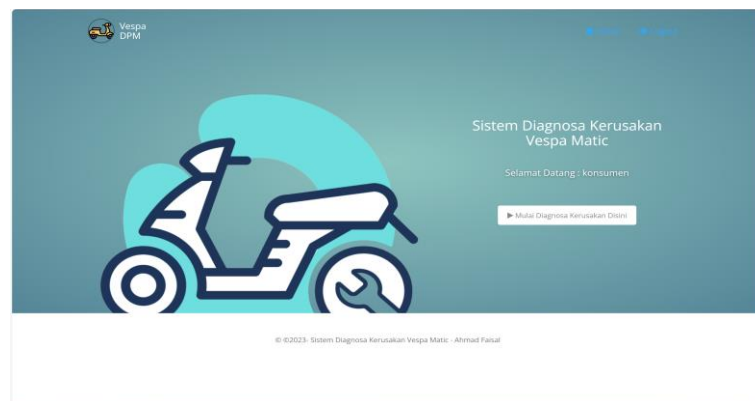 Vespa
DPM
Sistem Diagnosa Kerusakan
Vespa Matic
Selamat Datang : konsumen
▶ Mulai Diagnosa Kerusakan Disini
© ©2023- Sistem Diagnosa Kerusakan Vespa Matic - Ahmad Faisal